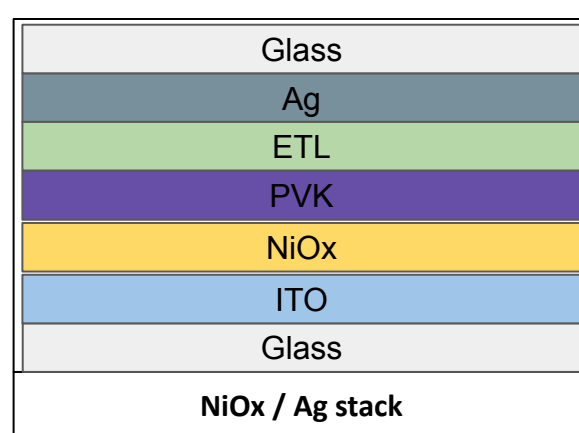 Glass
Ag
ETL
PVK
NiOx
ITO
Glass
NiOx / Ag stack